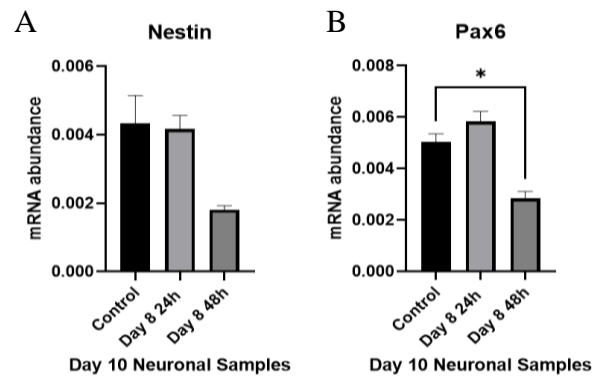 A
Nestin
mRNA abundance
0.006
0.004
0.002
0.000
Control
Day 8 24h
Day 8 48h
Day 10 Neuronal Samples
B
Pax6
mRNA abundance
0.008
0.006
0.004
0.002
0.000
*
Control
Day 8 24h
Day 8 48h
Day 10 Neuronal Samples